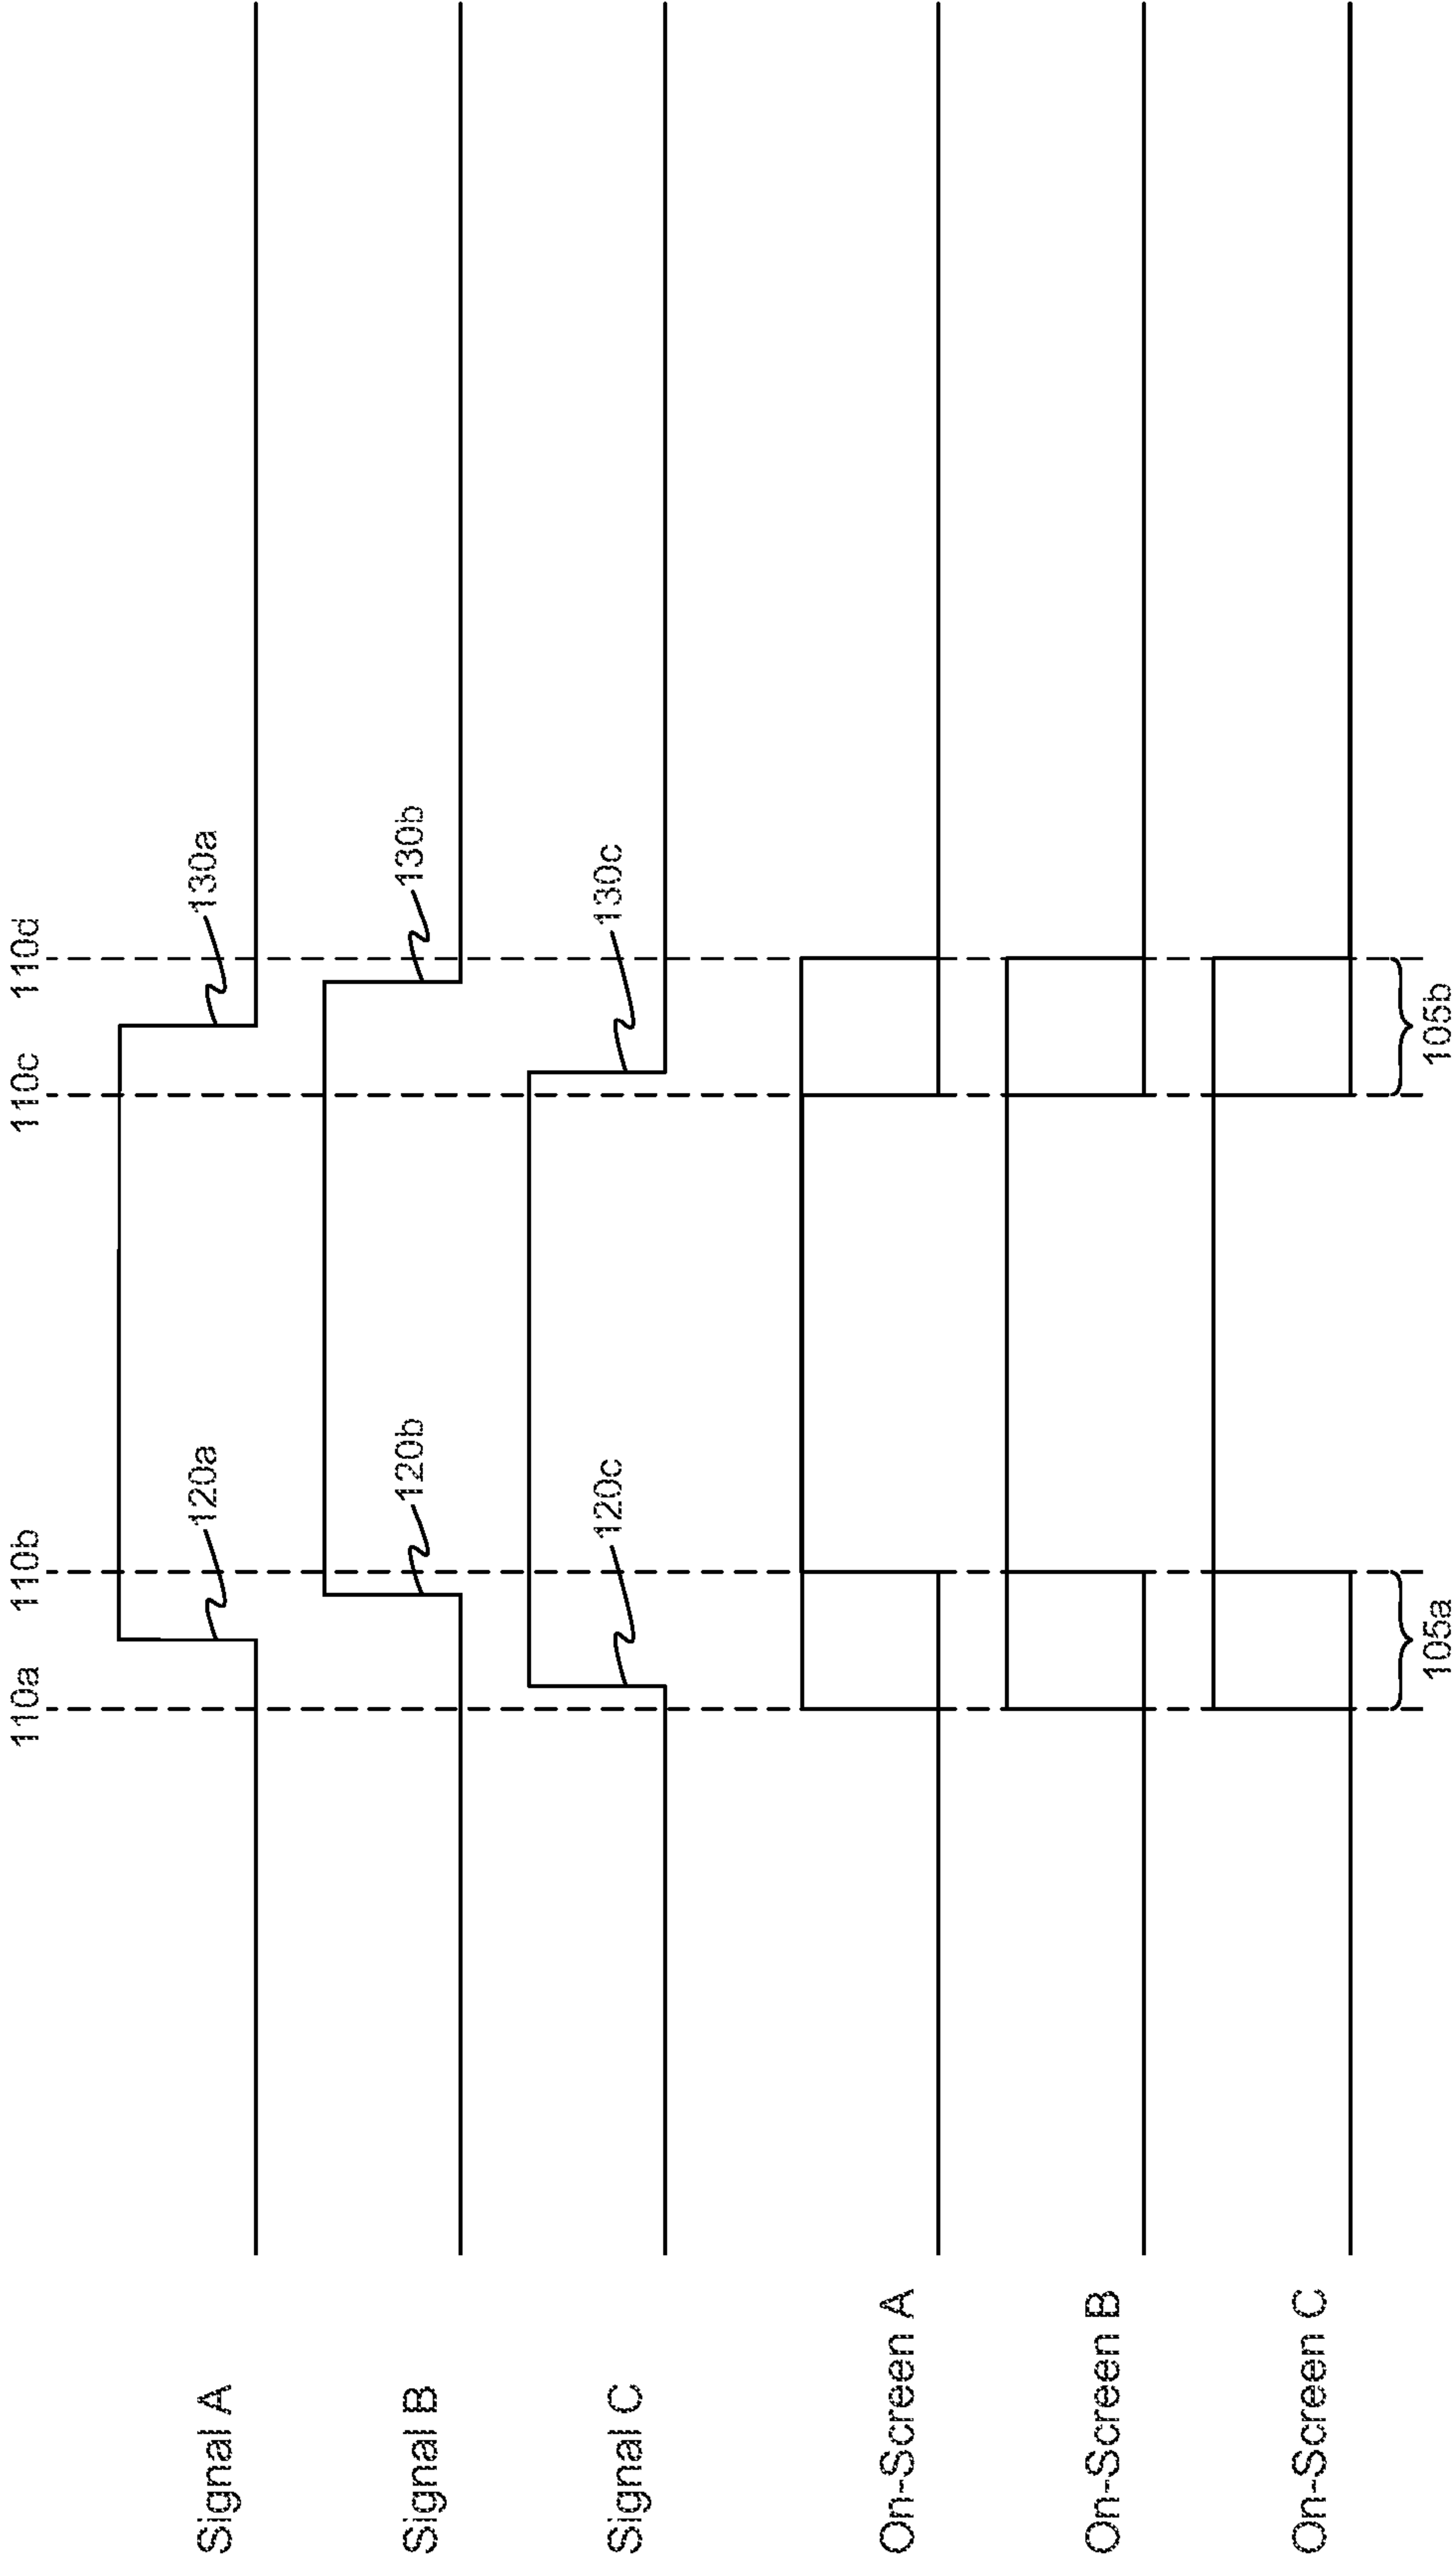 110a
110b
110c
110d
Signal A
120a
130a
Signal B
120b
130b
Signal C
120c
130c
On-Screen A
On-Screen B
On-Screen C
105a
105b